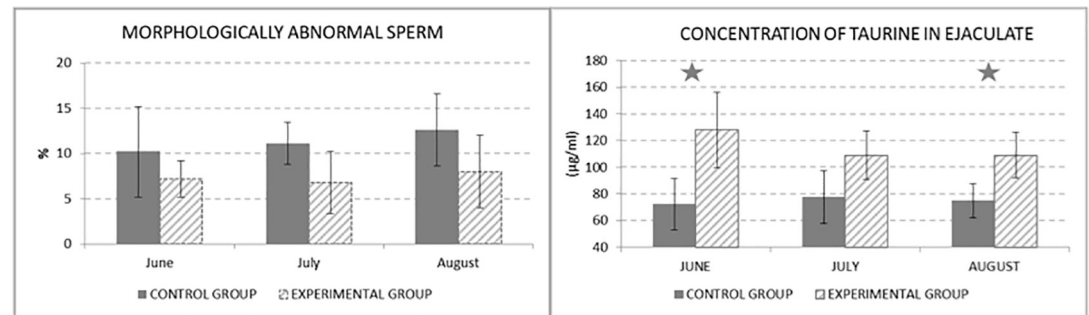 MORPHOLOGICALLY ABNORMAL SPERM
20
15
10
5
0
%
June July August
CONTROL GROUP EXPERIMENTAL GROUP
CONCENTRATION OF TAURINE IN EJACULATE
180
160
140
120
100
80
60
40
(µg/ml)
JUNE JULY AUGUST
CONTROL GROUP EXPERIMENTAL GROUP